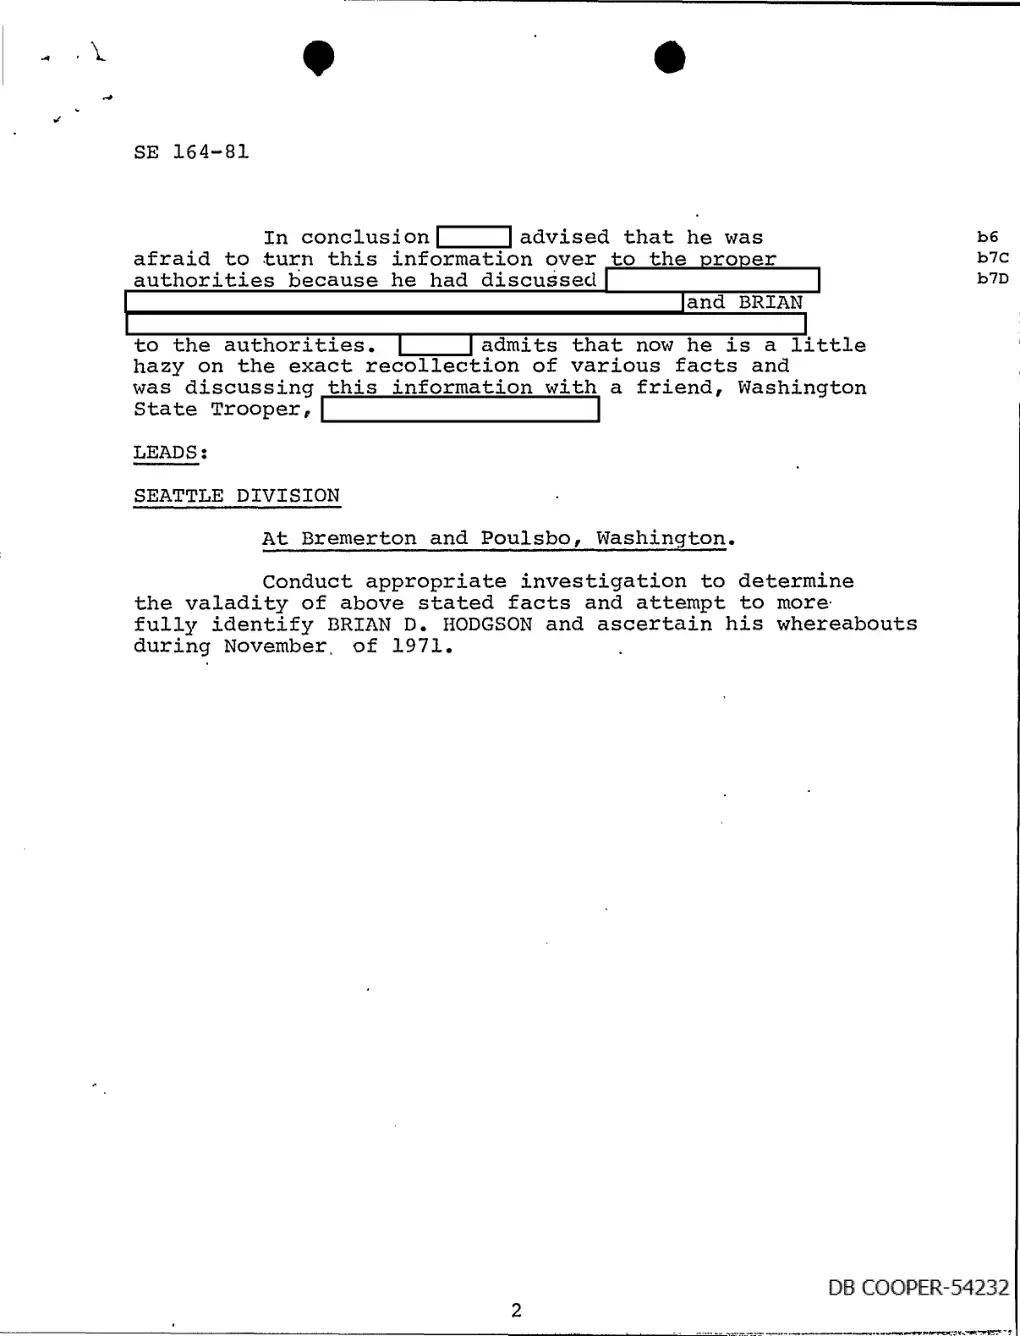 SE 164-81
In conclusion advised that he was b6
afraid to turn this information over to the proper b7C
authorities because he had discussed b7D
and BRIAN
to the authorities. admits that now he is a little
hazy on the exact recollection of various facts and
was discussing this information with a friend, Washington
State Trooper,
LEADS:
SEATTLE DIVISION
At Bremerton and Poulsbo, Washington.
Conduct appropriate investigation to determine
the valadity of above stated facts and attempt to more
fully identify BRIAN D. HODGSON and ascertain his whereabouts
during November of 1971.
DB COOPER-54232
2